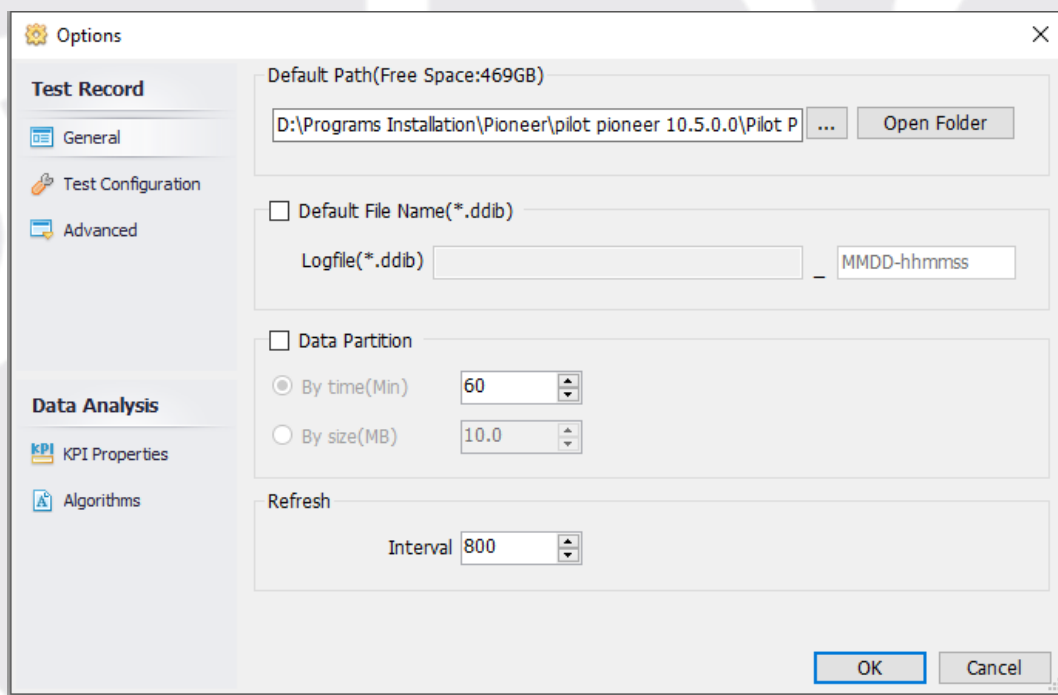 Options
Test Record
General
Test Configuration
Advanced
Data Analysis
KPI KPI Properties
A Algorithms
Default Path(Free Space:469GB)
D:\Programs Installation\Pioneer\pilot pioneer 10.5.0.0\Pilot P ... Open Folder
Default File Name(*.ddib)
Logfile(*.ddib) _ MMDD-hhmmss
Data Partition
By time(Min) 60
By size(MB) 10.0
Refresh
Interval 800
OK Cancel